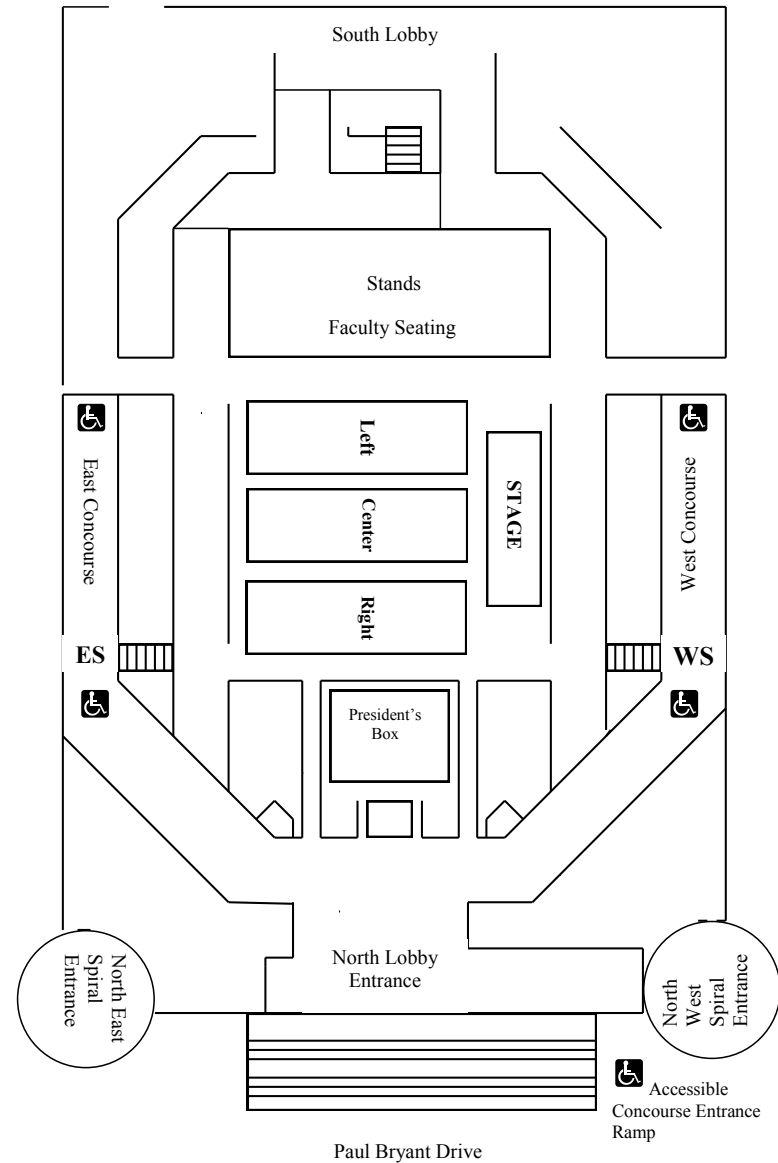 South Lobby
Stands
Faculty Seating
Left
Center
Right
STAGE
East Concourse
West Concourse
ES
WS
President's
Box
North Lobby
Entrance
North East
Spiral
Entrance
North
West
Spiral
Entrance
Accessible
Concourse Entrance
Ramp
Paul Bryant Drive